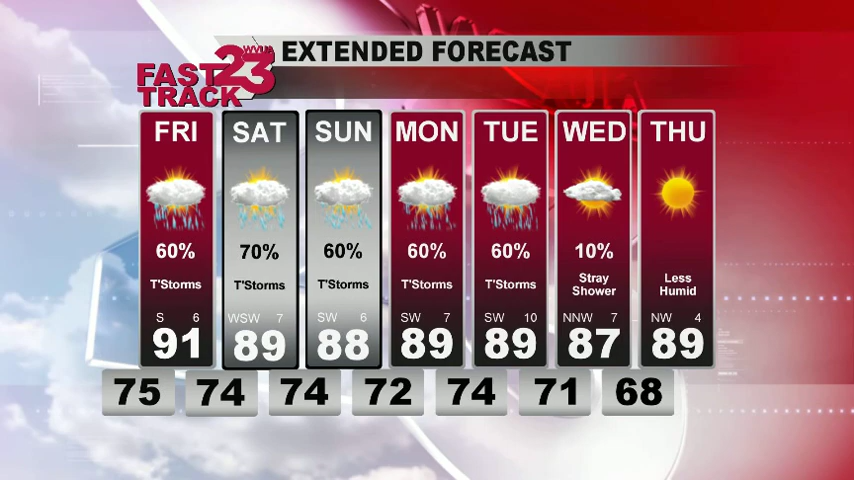 WVUA
23
FAST
TRACK
EXTENDED FORECAST
FRI SAT SUN MON TUE WED THU
60% 70% 60% 60% 60% 10%
T'Storms T'Storms T'Storms T'Storms T'Storms Stray Less
Shower Humid
S 6 WSW 7 SW 6 SW 7 SW 10 NNW 7 NW 4
91 89 88 89 89 87 89
75 74 74 72 74 71 68